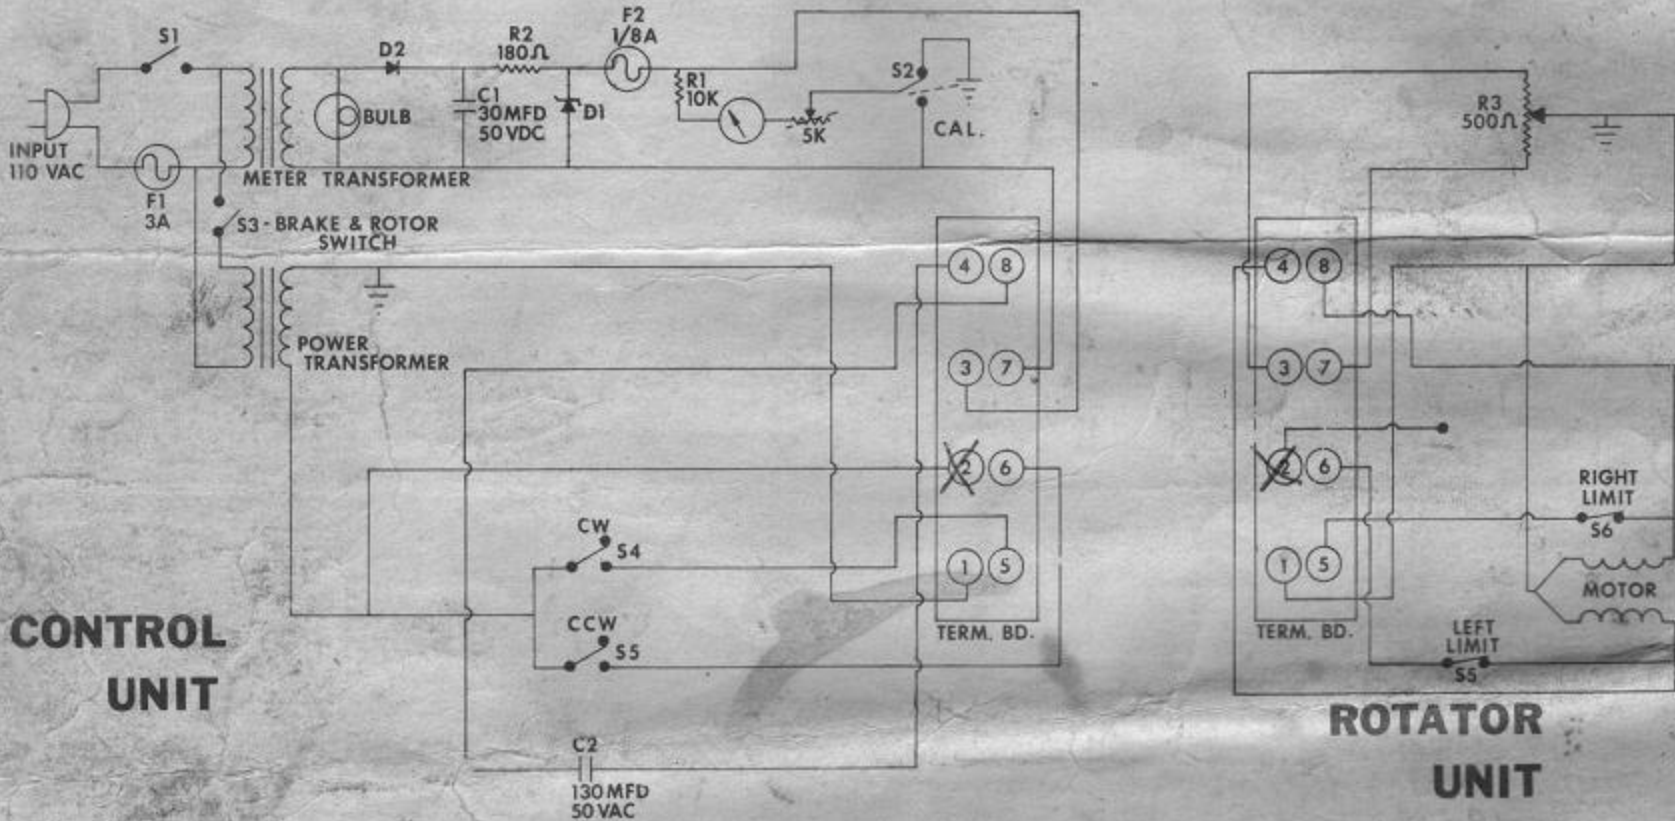 S1
INPUT
110 VAC
F1
3A
METER TRANSFORMER
BULB
D2
C1
30MFD
50VDC
R2
180Ω
D1
F2
1/8A
R1
10K
5K
S2
CAL.
S3 - BRAKE & ROTOR
SWITCH
POWER
TRANSFORMER
CW
S4
CCW
S5
C2
130MFD
50VAC
4 8
3 7
2 6
1 5
TERM. BD.
CONTROL
UNIT
R3
500Ω
4 8
3 7
2 6
1 5
TERM. BD.
RIGHT
LIMIT
S6
MOTOR
LEFT
LIMIT
S5
ROTATOR
UNIT